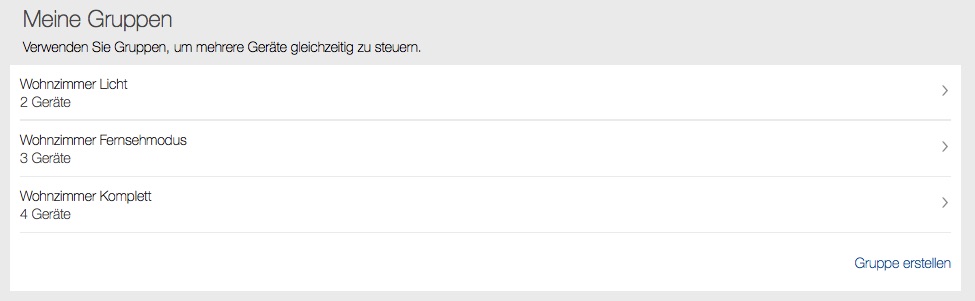 Meine Gruppen
Verwenden Sie Gruppen, um mehrere Geräte gleichzeitig zu steuern.
Wohnzimmer Licht
2 Geräte
Wohnzimmer Fernsehmodus
3 Geräte
Wohnzimmer Komplett
4 Geräte
Gruppe erstellen